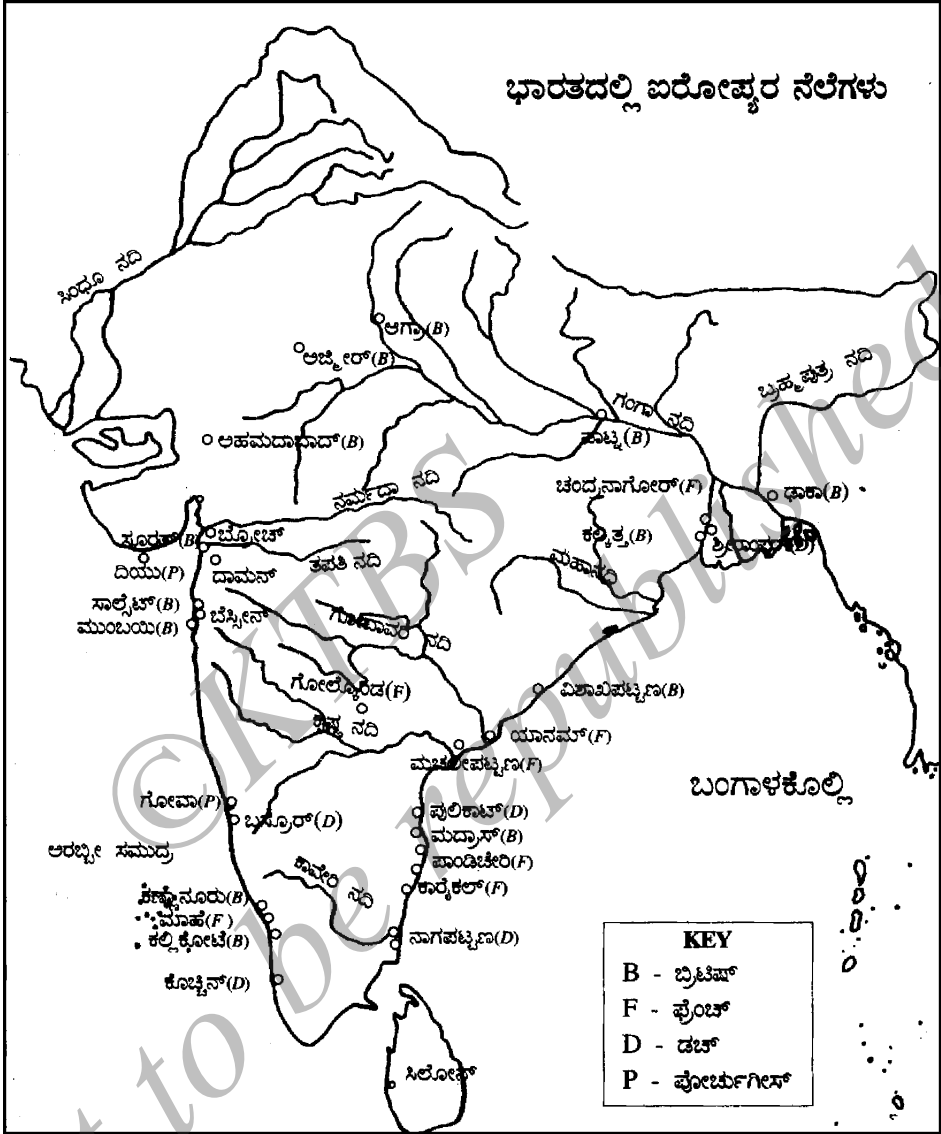 ಭಾರತದಲ್ಲಿ ಐರೋಪ್ಯರ ನೆಲೆಗಳು
ಸಿಂಧೂ ನದಿ
ಆಗ್ರಾ(B)
ಅಜ್ಮೀರ್(B)
ಬ್ರಹ್ಮಪುತ್ರ ನದಿ
ಗಂಗಾ ನದಿ
ಅಹಮದಾಬಾದ್(B)
ಪಾಟ್ನ(B)
ನರ್ಮದಾ ನದಿ
ಚಂದ್ರನಾಗೋರ್(F)
ಢಾಕಾ(B)
ಸೂರತ್(B)
ಬ್ರೋಚ್
ಕಲ್ಕತ್ತ(B)
ದಿಯು(P)
ದಾಮನ್
ತಪತಿ ನದಿ
ಮಹಾನದಿ
ಸಾಲ್ಸೆಟ್(B)
ಬೆಸ್ಸೀನ್
ಮುಂಬಯಿ(B)
ಗೋದಾವರಿ ನದಿ
ಗೋಲ್ಕೊಂಡ(F)
ವಿಶಾಖಪಟ್ಟಣ(B)
ಕೃಷ್ಣ ನದಿ
ಯಾನಮ್(F)
ಮಚಲೀಪಟ್ಟಣ(F)
ಬಂಗಾಳಕೊಲ್ಲಿ
ಗೋವಾ(P)
ಬಸ್ರೂರ್(D)
ಪುಲಿಕಾಟ್(D)
ಮದ್ರಾಸ್(B)
ಅರಬ್ಬೀ ಸಮುದ್ರ
ಪಾಂಡಿಚೇರಿ(F)
ಕಾವೇರಿ ನದಿ
ಕಾರೈಕಲ್(F)
ಕಣ್ಣಾನೂರು(B)
ಮಾಹೆ(F)
ಕಲ್ಲಿಕೋಟೆ(B)
ನಾಗಪಟ್ಟಣ(D)
ಕೊಚ್ಚಿನ್(D)
ಸಿಲೋನ್
KEY
B - ಬ್ರಿಟಿಷ್
F - ಫ್ರೆಂಚ್
D - ಡಚ್
P - ಪೋರ್ಚುಗೀಸ್
©KTBS
t to be republished